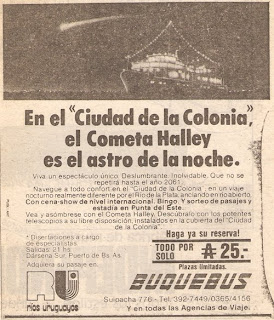 En el "Ciudad de la Colonia",
el Cometa Halley
es el astro de la noche.
Viva un espectáculo único. Deslumbrante. Inolvidable. Que no se
repetirá hasta el año 2061.
Navegue a todo confort en el "Ciudad de la Colonia" en un viaje
nocturno realmente diferente por el Río de la Plata, anclando en río abierto.
Con cena-show de nivel internacional, Bingo. Y sorteo de pasajes y
estadía en Punta del Este.
Vea y asómbrese con el Cometa Halley. Descúbralo con los potentes
telescopios a su libre disposición, instalados en la cubierta del "Ciudad
de la Colonia".
* Disertaciones a cargo
de especialistas
Salidas: 21 hs.
Dársena Sur, Puerto de Bs. As.
Adquiera su pasaje en
Haga ya su reserva!
TODO POR
SOLO
₳ 25.-
Plazas limitadas.
RU
ríos uruguayos
BUQUEBUS
Suipacha 776 - Tel. 392-7449/0365/4156
Y en todas las Agencias de Viaje.